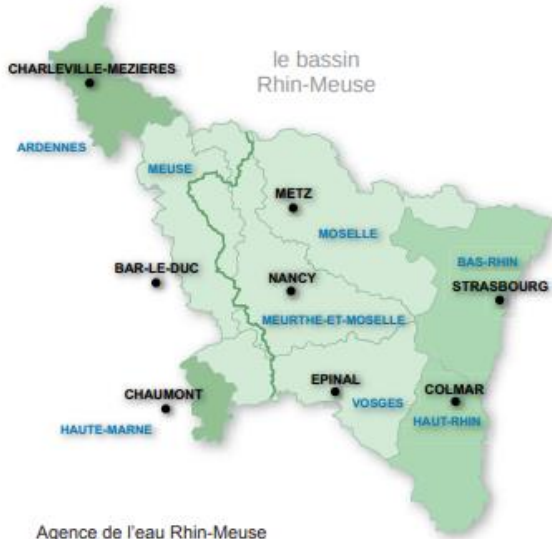 le bassin
Rhin-Meuse
CHARLEVILLE-MEZIERES
ARDENNES
MEUSE
METZ
MOSELLE
BAR-LE-DUC
NANCY
BAS-RHIN
STRASBOURG
MEURTHE-ET-MOSELLE
CHAUMONT
EPINAL
COLMAR
VOSGES
HAUTE-MARNE
HAUT-RHIN
Agence de l'eau Rhin-Meuse